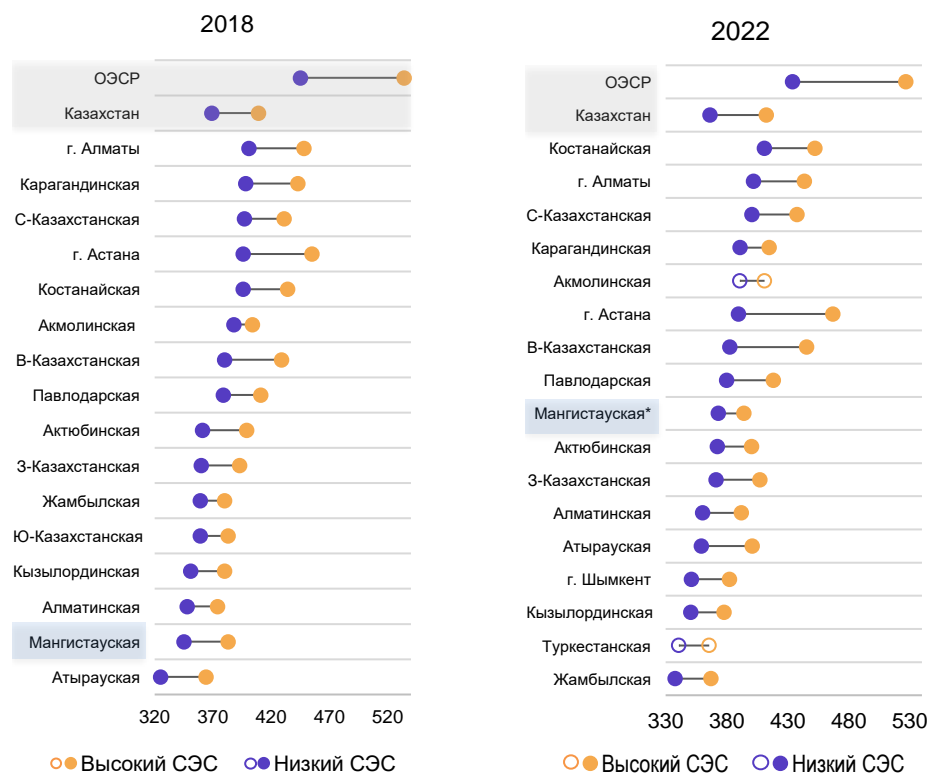 2018
ОЭСР
Казахстан
г. Алматы
Карагандинская
С-Казахстанская
г. Астана
Костанайская
Акмолинская
В-Казахстанская
Павлодарская
Актюбинская
З-Казахстанская
Жамбылская
Ю-Казахстанская
Кызылординская
Алматинская
Мангистауская
Атырауская
320 370 420 470 520
Высокий СЭС Низкий СЭС
2022
ОЭСР
Казахстан
Костанайская
г. Алматы
С-Казахстанская
Карагандинская
Акмолинская
г. Астана
В-Казахстанская
Павлодарская
Мангистауская*
Актюбинская
З-Казахстанская
Алматинская
Атырауская
г. Шымкент
Кызылординская
Туркестанская
Жамбылская
330 380 430 480 530
Высокий СЭС Низкий СЭС